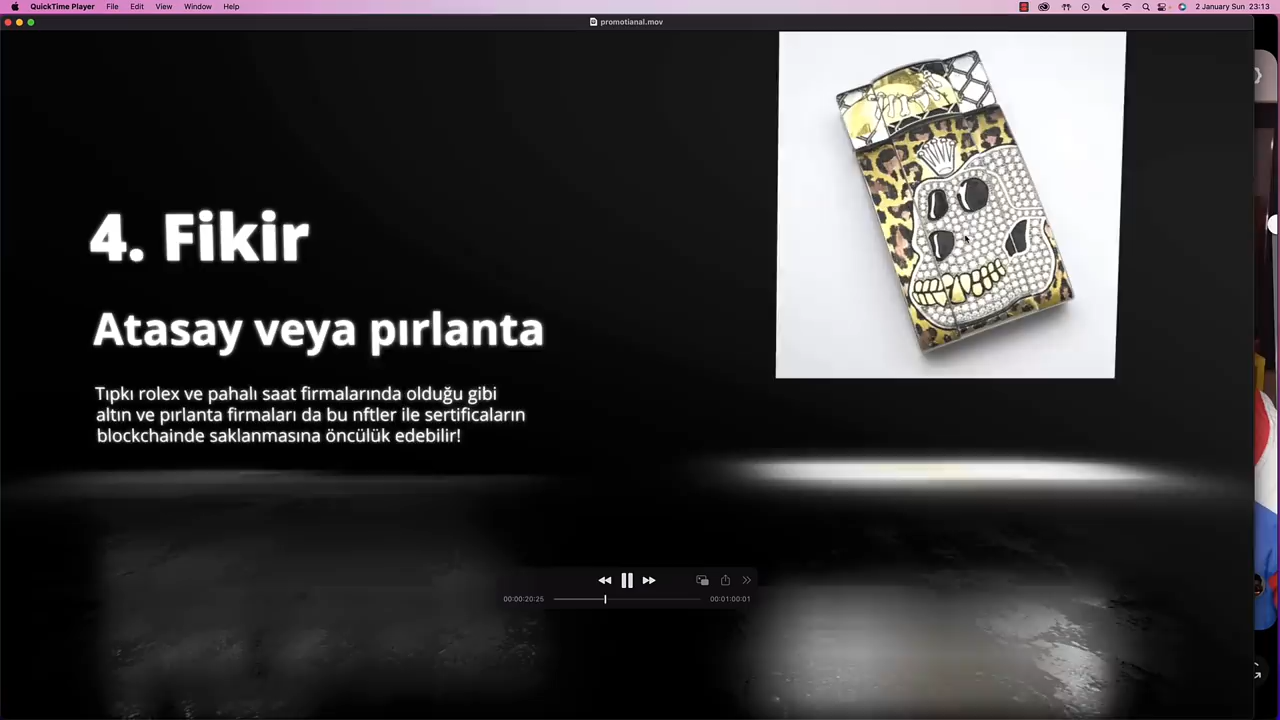 QuickTime Player File Edit View Window Help
2 January Sun 23:13
promotianal.mov
4. Fikir
Atasay veya pırlanta
Tıpkı rolex ve pahalı saat firmalarında olduğu gibi
altın ve pırlanta firmaları da bu nftler ile sertificaların
blockchainde saklanmasına öncülük edebilir!
00:00:20:25
00:01:00:01